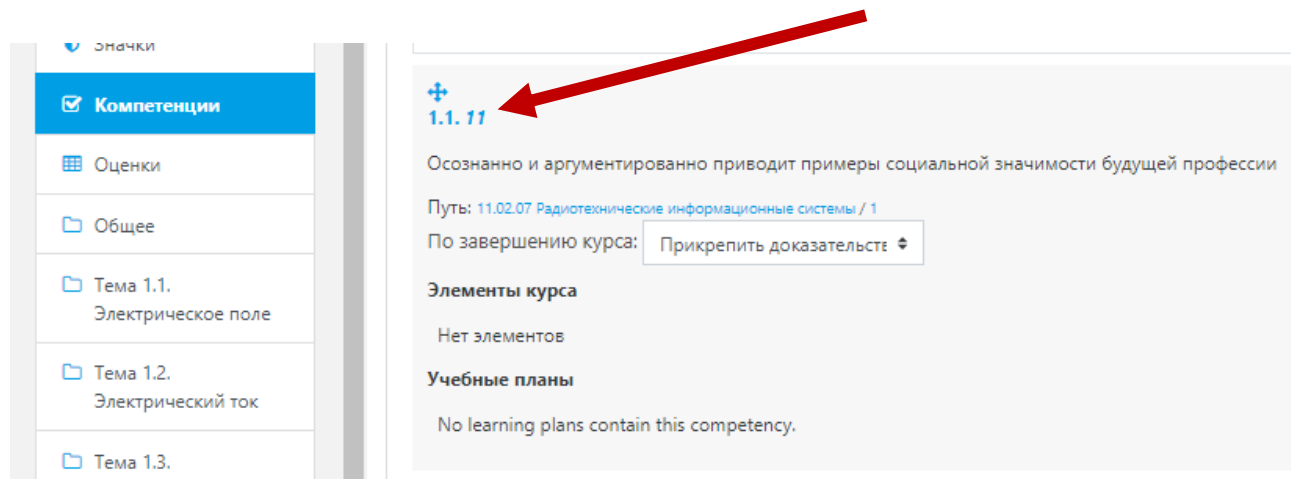 Значки
Компетенции
Оценки
Общее
Тема 1.1.
Электрическое поле
Тема 1.2.
Электрический ток
Тема 1.3.
1.1. 11
Осознанно и аргументированно приводит примеры социальной значимости будущей профессии
Путь: 11.02.07 Радиотехнические информационные системы / 1
По завершению курса: Прикрепить доказательств
Элементы курса
Нет элементов
Учебные планы
No learning plans contain this competency.